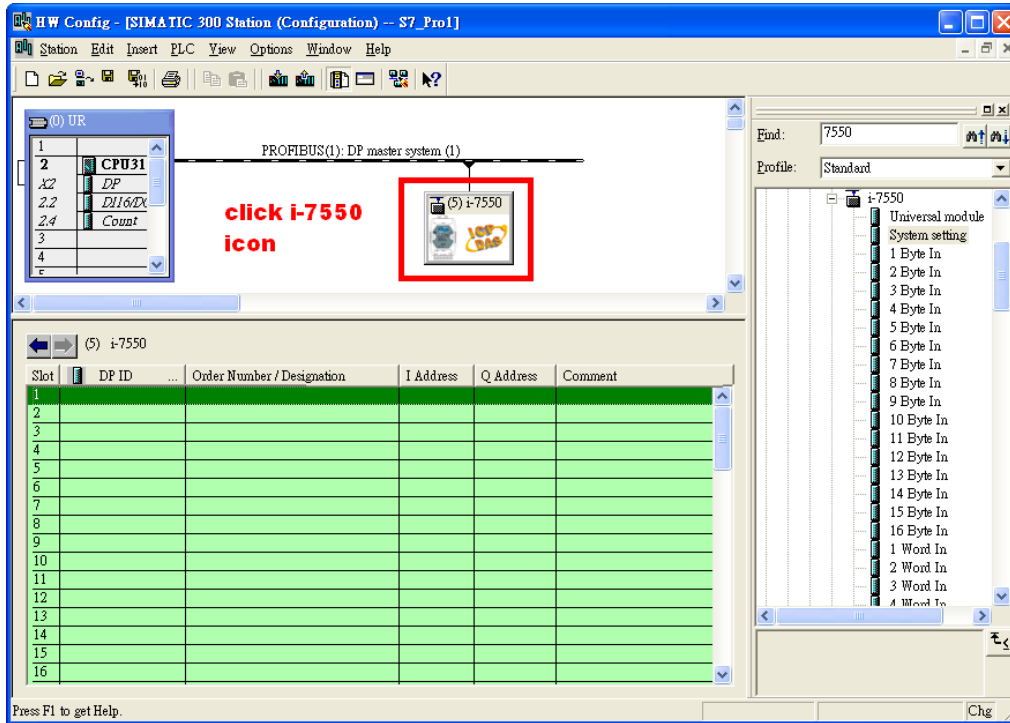 HW Config - [SIMATIC 300 Station (Configuration) -- S7_Pro1]
Station Edit Insert PLC View Options Window Help
(0) UR
1
2 CPU31
X2 DP
2.2 DI16/DO
2.4 Count
3
4
5
PROFIBUS(1): DP master system (1)
click i-7550
icon
(5) i-7550
ICP
DAS
Find: 7550
Profile: Standard
i-7550
Universal module
System setting
1 Byte In
2 Byte In
3 Byte In
4 Byte In
5 Byte In
6 Byte In
7 Byte In
8 Byte In
9 Byte In
10 Byte In
11 Byte In
12 Byte In
13 Byte In
14 Byte In
15 Byte In
16 Byte In
1 Word In
2 Word In
3 Word In
4 Word In
(5) i-7550
Slot DP ID ... Order Number / Designation I Address Q Address Comment
1
2
3
4
5
6
7
8
9
10
11
12
13
14
15
16
Press F1 to get Help.
Chg